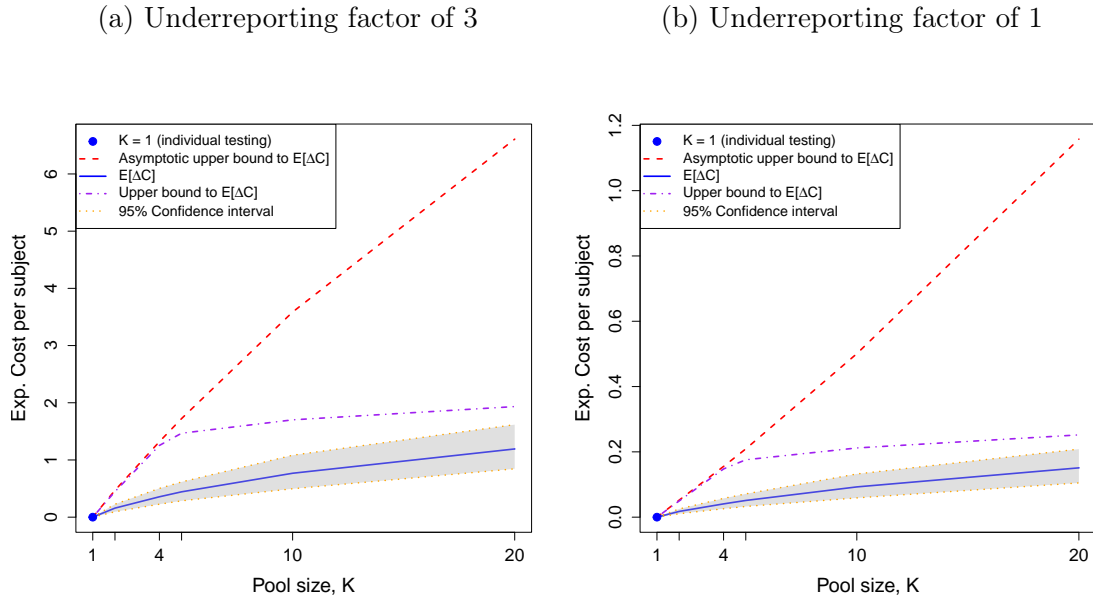 (a) Underreporting factor of 3
K = 1 (individual testing)
Asymptotic upper bound to E[ΔC]
E[ΔC]
Upper bound to E[ΔC]
95% Confidence interval
Exp. Cost per subject
6
5
4
3
2
1
0
1 4 10 20
Pool size, K
(b) Underreporting factor of 1
K = 1 (individual testing)
Asymptotic upper bound to E[ΔC]
E[ΔC]
Upper bound to E[ΔC]
95% Confidence interval
Exp. Cost per subject
1.2
1.0
0.8
0.6
0.4
0.2
0.0
1 4 10 20
Pool size, K